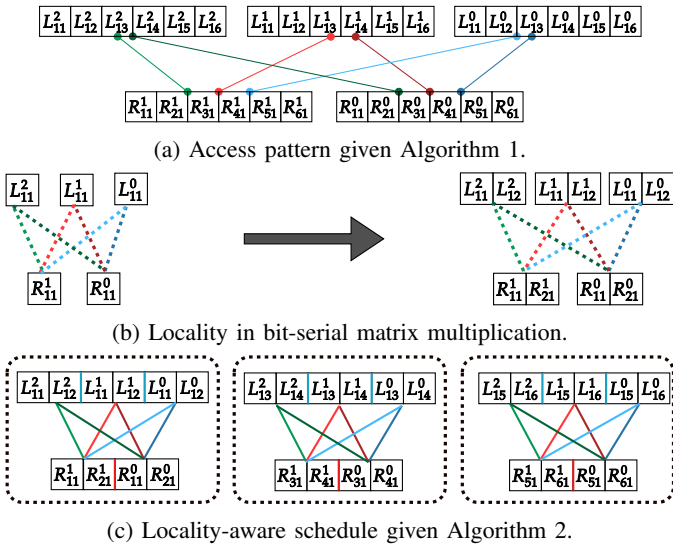 L²₁₁ L²₁₂ L²₁₃ L²₁₄ L²₁₅ L²₁₆ L¹₁₁ L¹₁₂ L¹₁₃ L¹₁₄ L¹₁₅ L¹₁₆ L⁰₁₁ L⁰₁₂ L⁰₁₃ L⁰₁₄ L⁰₁₅ L⁰₁₆
R¹₁₁ R¹₂₁ R¹₃₁ R¹₄₁ R¹₅₁ R¹₆₁ R⁰₁₁ R⁰₂₁ R⁰₃₁ R⁰₄₁ R⁰₅₁ R⁰₆₁
(a) Access pattern given Algorithm 1.
L²₁₁ L¹₁₁ L⁰₁₁ L²₁₁ L²₁₂ L¹₁₁ L¹₁₂ L⁰₁₁ L⁰₁₂
R¹₁₁ R⁰₁₁ R¹₁₁ R¹₂₁ R⁰₁₁ R⁰₂₁
(b) Locality in bit-serial matrix multiplication.
L²₁₁ L²₁₂ L¹₁₁ L¹₁₂ L⁰₁₁ L⁰₁₂ L²₁₃ L²₁₄ L¹₁₃ L¹₁₄ L⁰₁₃ L⁰₁₄ L²₁₅ L²₁₆ L¹₁₅ L¹₁₆ L⁰₁₅ L⁰₁₆
R¹₁₁ R¹₂₁ R⁰₁₁ R⁰₂₁ R¹₃₁ R¹₄₁ R⁰₃₁ R⁰₄₁ R¹₅₁ R¹₆₁ R⁰₅₁ R⁰₆₁
(c) Locality-aware schedule given Algorithm 2.